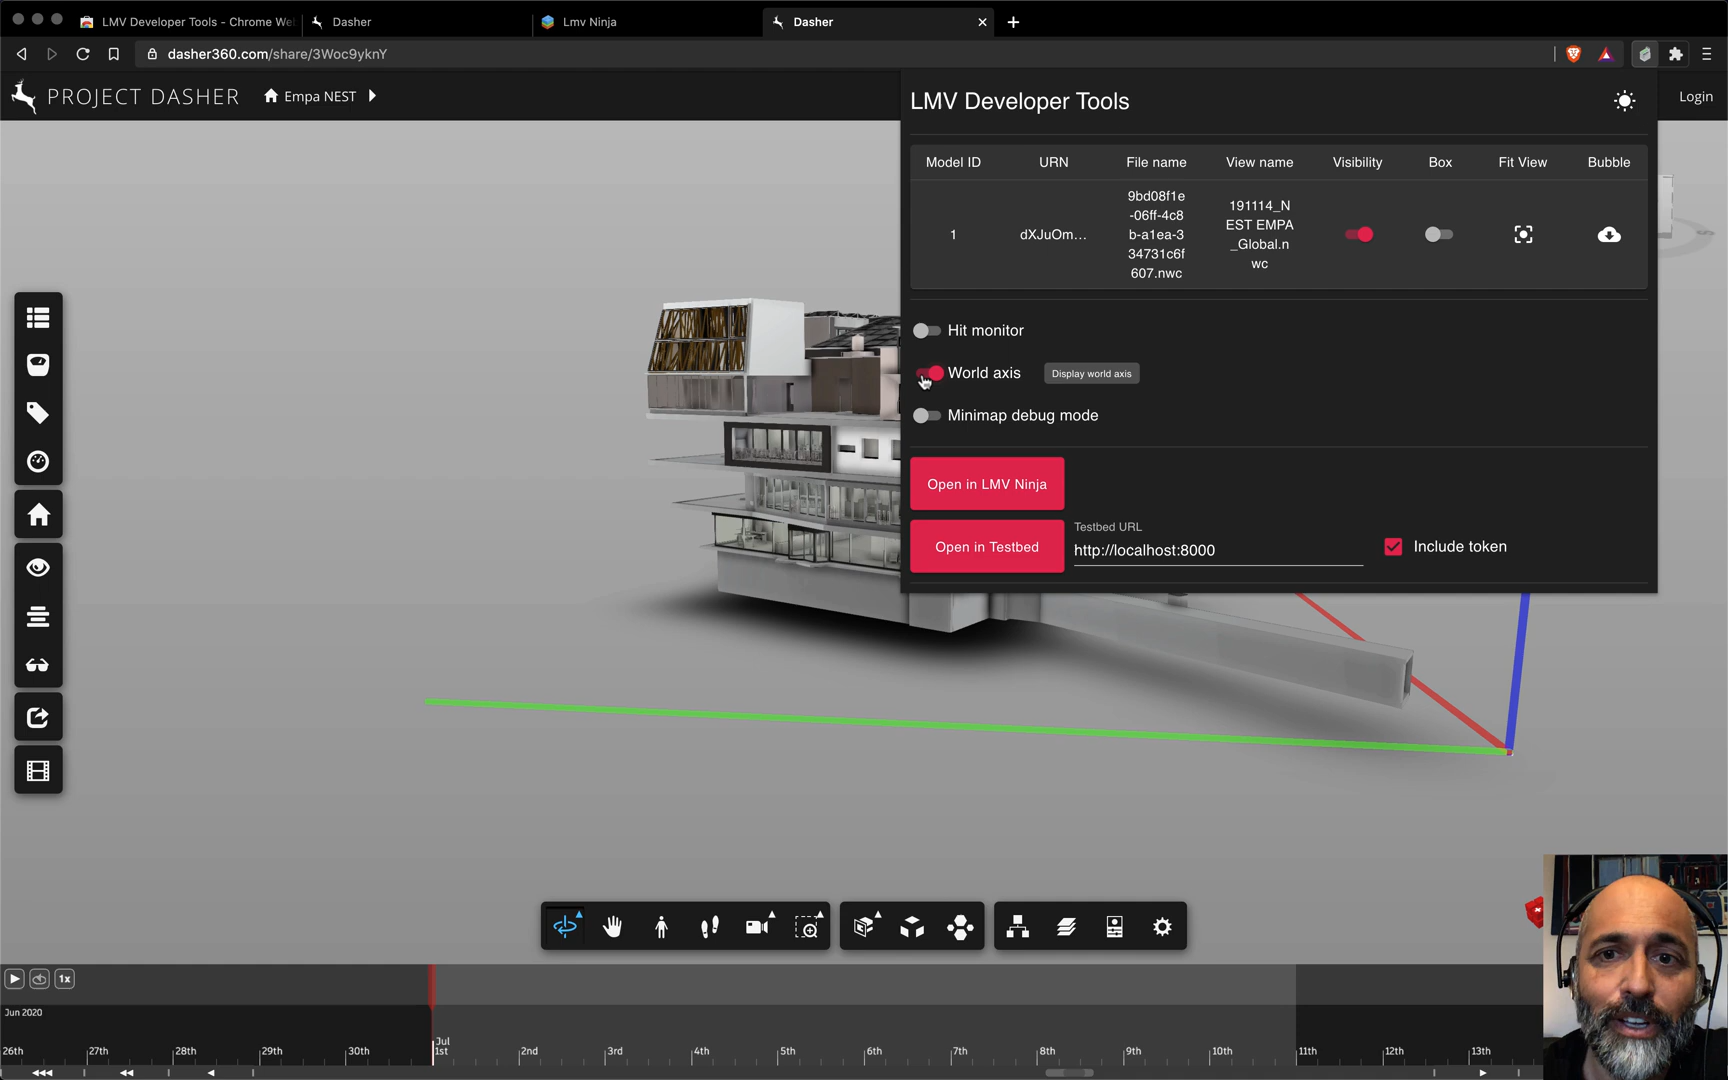 LMV Developer Tools - Chrome We
Dasher
Lmv Ninja
Dasher
dasher360.com/share/3Woc9yknY
PROJECT DASHER
Empa NEST
Login
LMV Developer Tools
Model ID URN File name View name Visibility Box Fit View Bubble
1
dXJuOm...
9bd08f1e
-06ff-4c8
b-a1ea-3
34731c6f
607.nwc
191114_N
EST EMPA
_Global.n
wc
Hit monitor
World axis
Display world axis
Minimap debug mode
Open in LMV Ninja
Open in Testbed
Testbed URL
http://localhost:8000
Include token
1x
Jun 2020
Jul
26th 27th 28th 29th 30th 1st 2nd 3rd 4th 5th 6th 7th 8th 9th 10th 11th 12th 13th